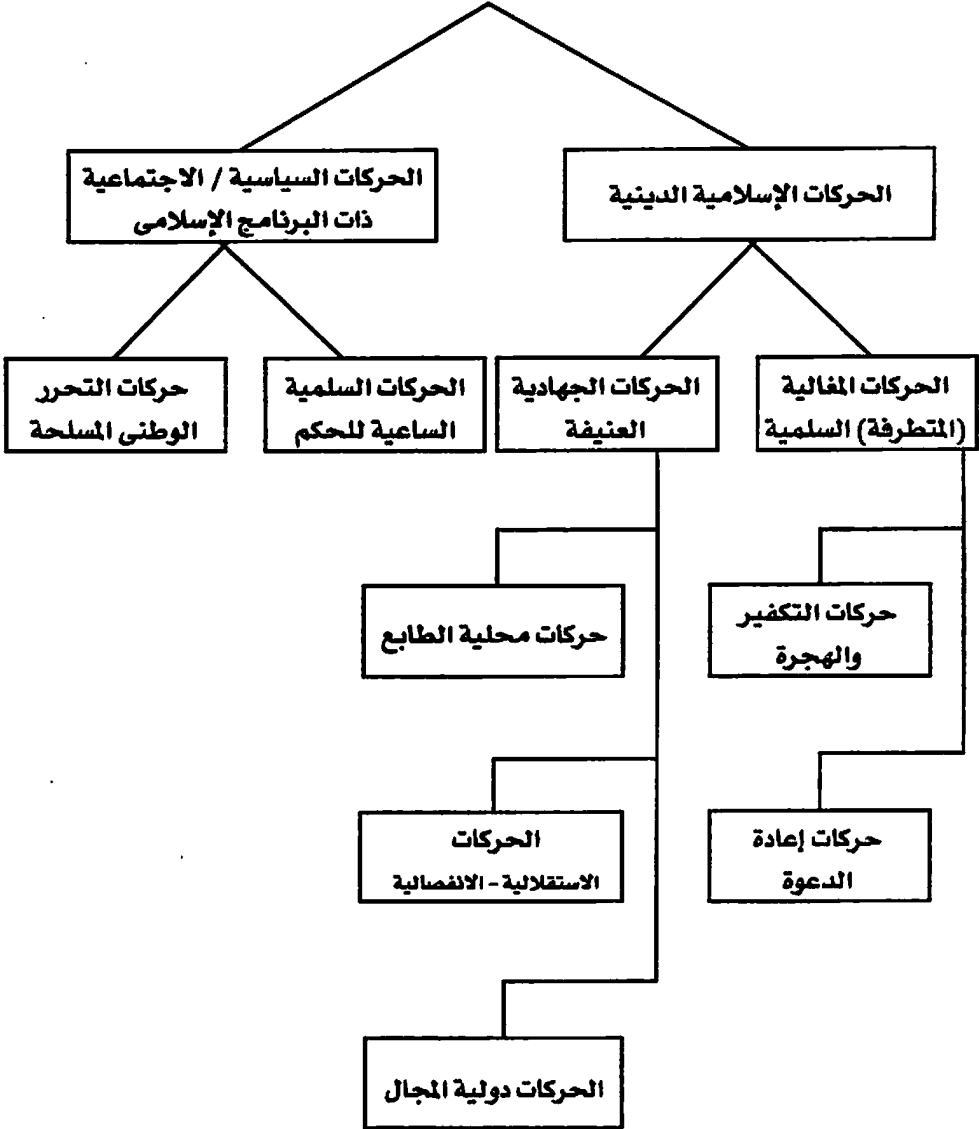 الحركات الإسلامية الدينية
الحركات السياسية / الاجتماعية
ذات البرنامج الإسلامى
الحركات المغالية
(المتطرفة) السلمية
الحركات الجهادية
العنيفة
الحركات السلمية
الساعية للحكم
حركات التحرر
الوطنى المسلحة
حركات التكفير
والهجرة
حركات محلية الطابع
حركات إعادة
الدعوة
الحركات
الاستقلالية - الانفصالية
الحركات دولية المجال